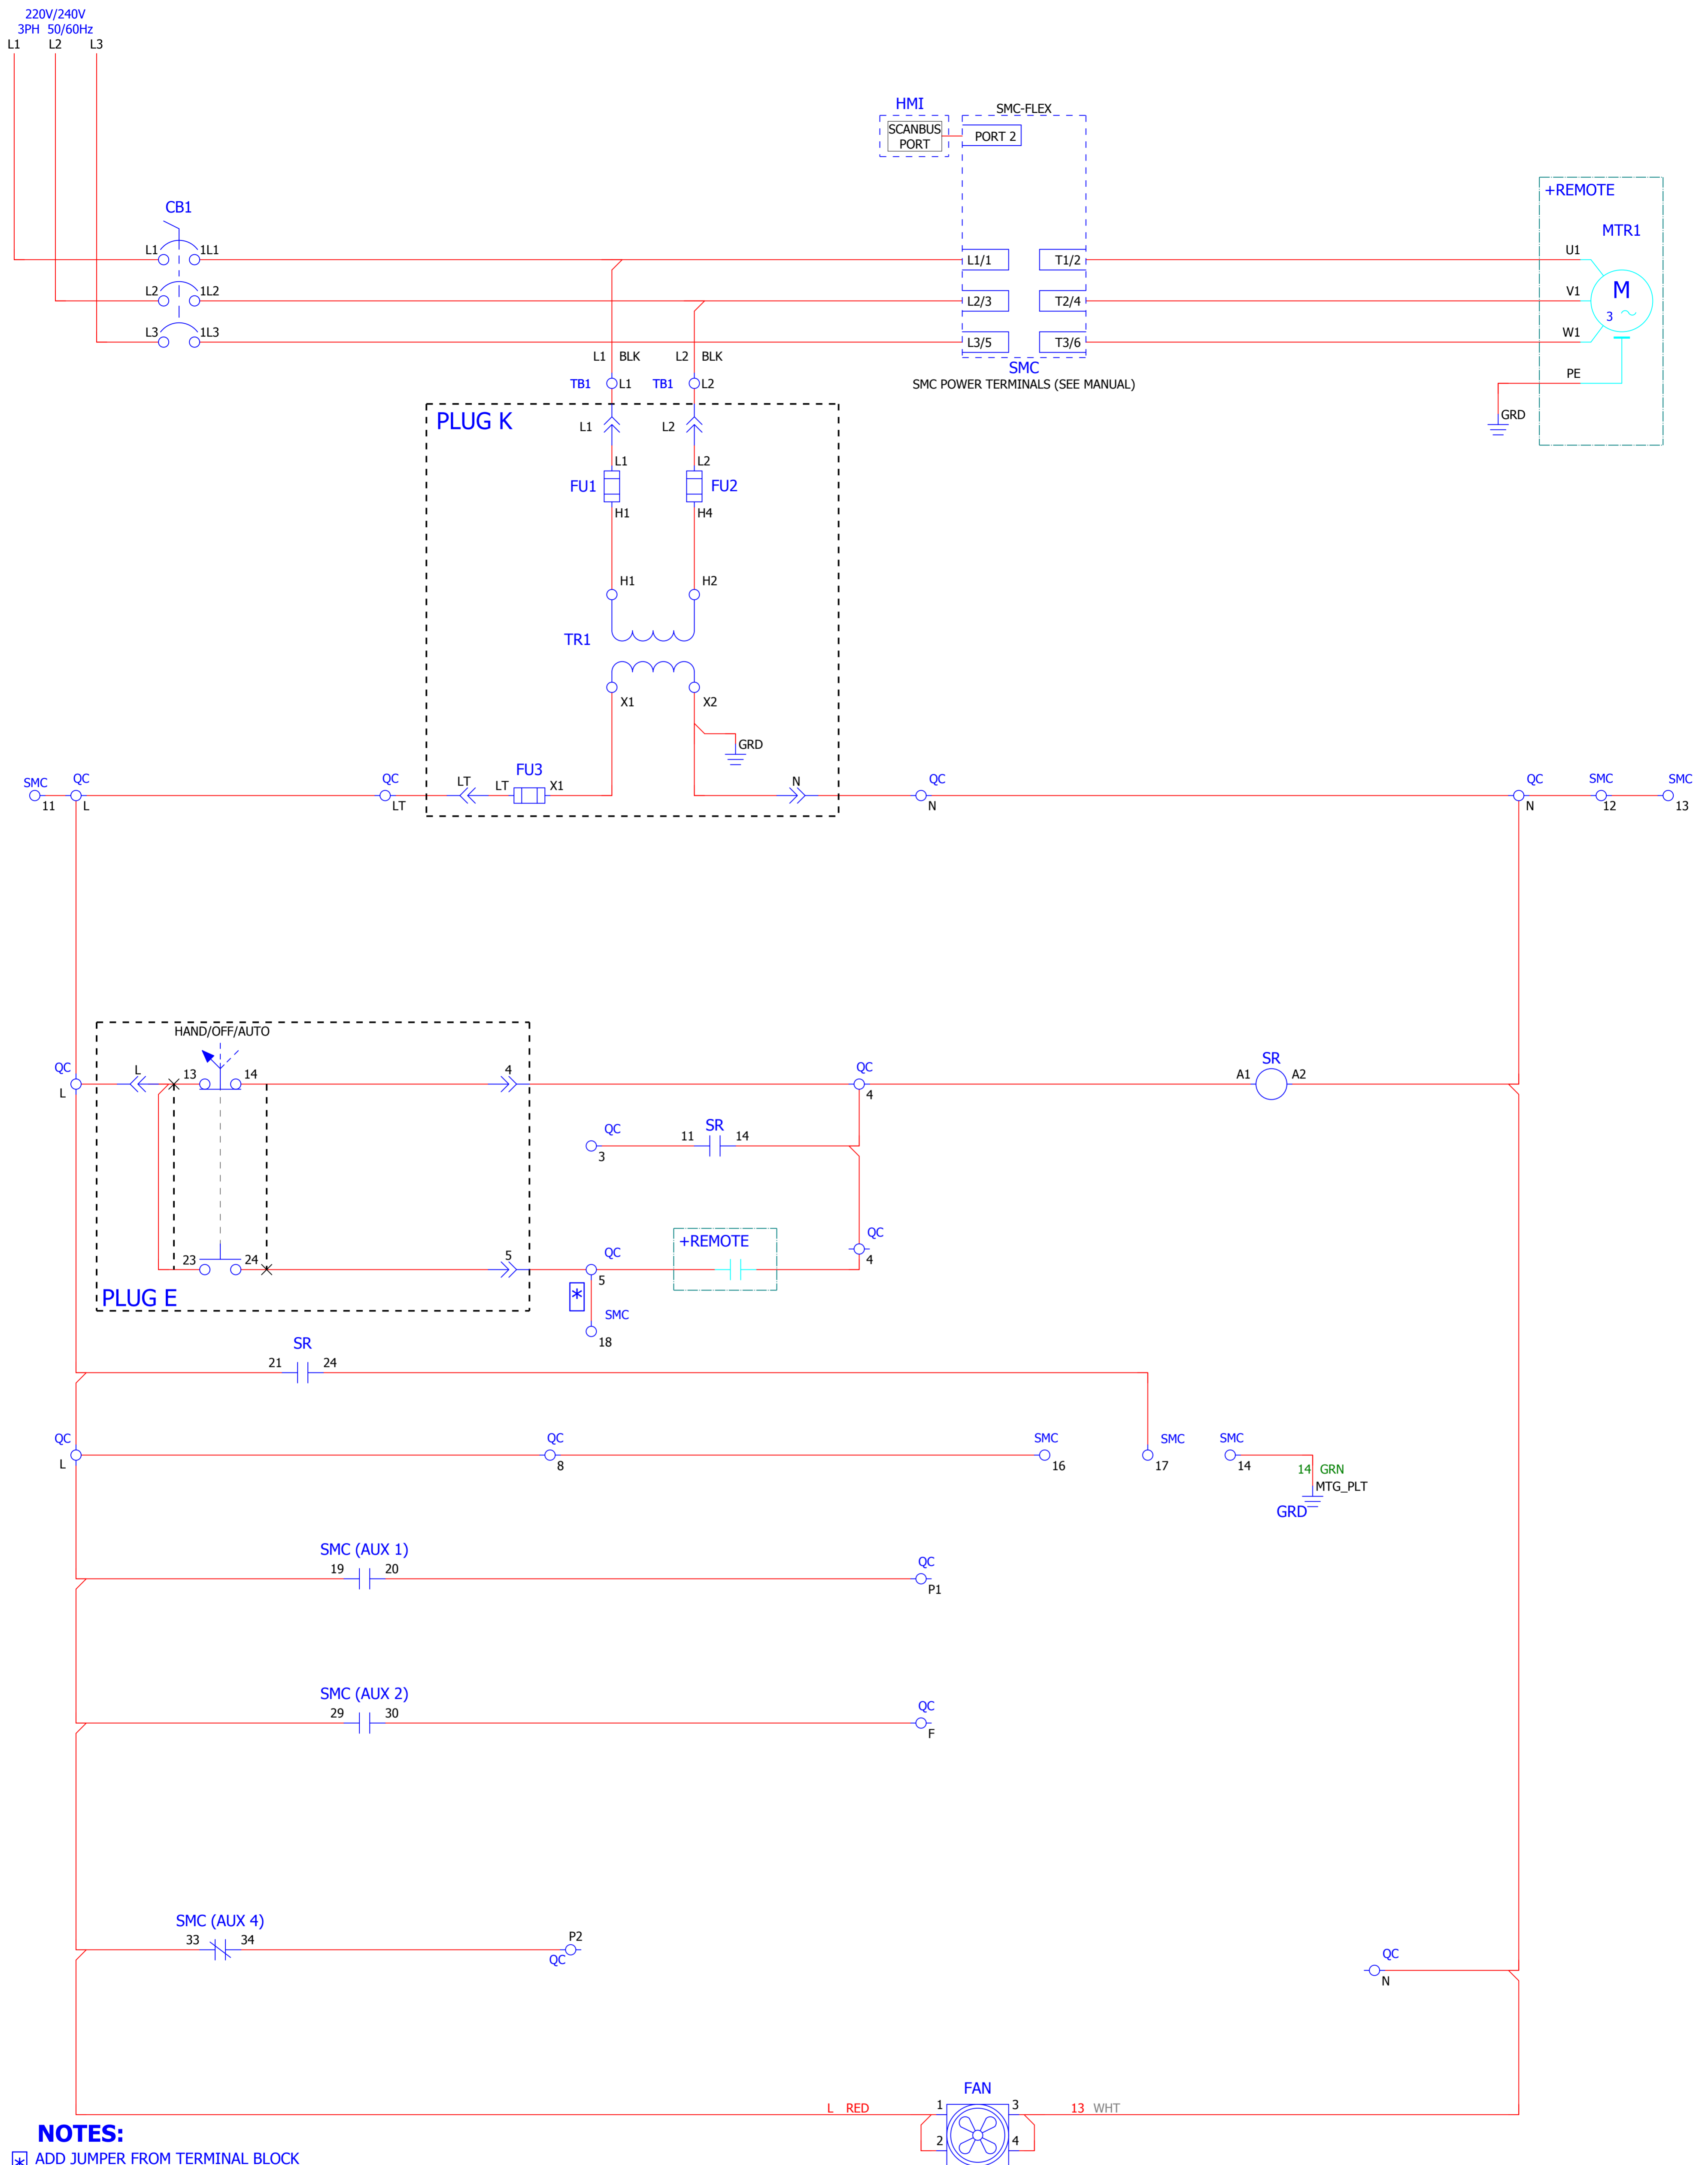 220V/240V
3PH 50/60Hz
L1 L2 L3
HMI
SCANBUS
PORT
SMC-FLEX
PORT 2
+REMOTE
MTR1
CB1
L1 1L1
L1/1 T1/2
U1
L2 1L2
L2/3 T2/4
V1
M
3
L3 1L3
L3/5 T3/6
W1
L1 BLK L2 BLK
SMC
SMC POWER TERMINALS (SEE MANUAL)
PE
GRD
TB1 L1 TB1 L2
PLUG K
L1 L2
L1 L2
FU1 FU2
H1 H4
H1 H2
TR1
X1 X2
GRD
FU3
SMC QC QC LT LT X1 N QC QC SMC SMC
11 L LT N N 12 13
HAND/OFF/AUTO
QC L 13 14 4 QC SR
L 4 A1 A2
QC 11 SR 14
3
23 24 5 QC +REMOTE QC
5 4
PLUG E
*
SMC
18
SR
21 24
QC QC SMC SMC SMC
L 8 16 17 14
14 GRN
MTG_PLT
GRD
SMC (AUX 1)
19 20 QC
P1
SMC (AUX 2)
29 30 QC
F
SMC (AUX 4)
33 34 P2
QC
QC
N
FAN
L RED 1 3 13 WHT
2 4
NOTES:
* ADD JUMPER FROM TERMINAL BLOCK